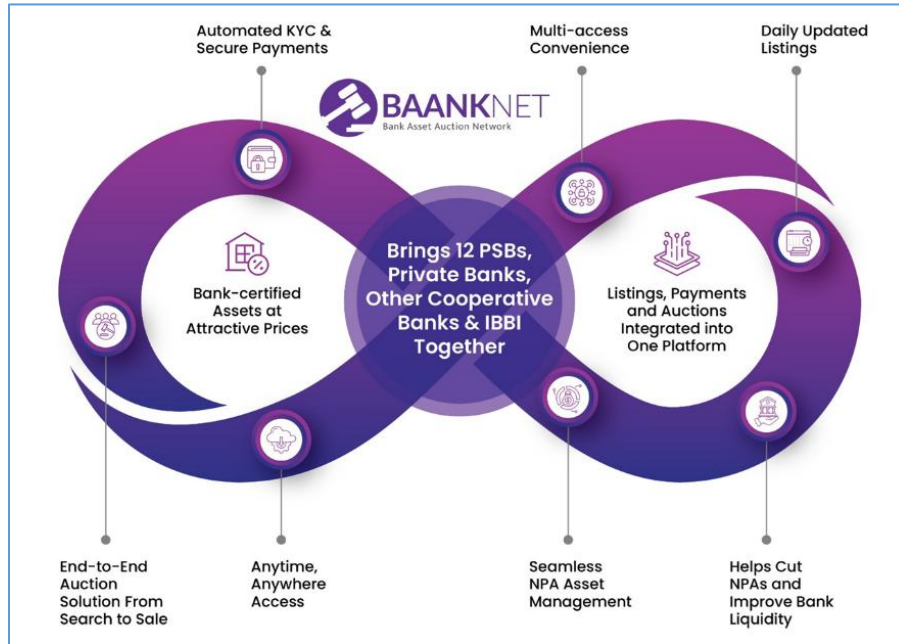 Automated KYC &
Secure Payments
Multi-access
Convenience
Daily Updated
Listings
BAANKNET
Bank Asset Auction Network
Bank-certified
Assets at
Attractive Prices
Brings 12 PSBs,
Private Banks,
Other Cooperative
Banks & IBBI
Together
Listings, Payments
and Auctions
Integrated into
One Platform
End-to-End
Auction
Solution From
Search to Sale
Anytime,
Anywhere
Access
Seamless
NPA Asset
Management
Helps Cut
NPAs and
Improve Bank
Liquidity